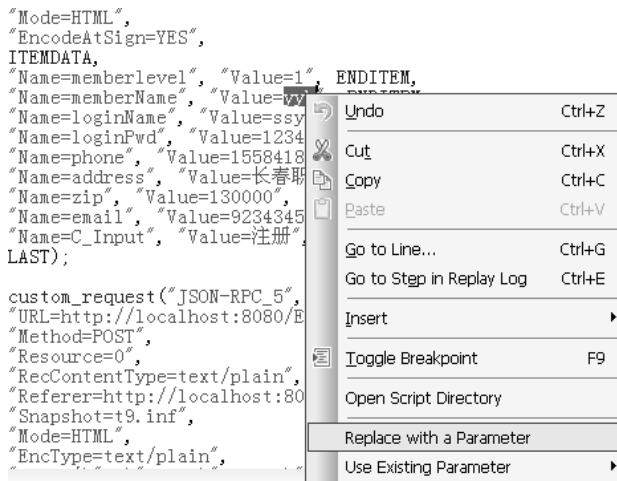 "Mode=HTML",
"EncodeAtSign=YES",
ITEMDATA,
"Name=memberlevel", "Value=1", ENDITEM,
"Name=memberName", "Value=yy
"Name=loginName", "Value=ssy
"Name=loginPwd", "Value=1234
"Name=phone", "Value=1558418
"Name=address", "Value=长春职
"Name=zip", "Value=130000",
"Name=email", "Value=9234345
"Name=C_Input", "Value=注册",
LAST);
custom_request("JSON-RPC_5",
"URL=http://localhost:8080/E
"Method=POST",
"Resource=0",
"RecContentType=text/plain",
"Referer=http://localhost:80
"Snapshot=t9.inf",
"Mode=HTML",
"EncType=text/plain",
Undo Ctrl+Z
Cut Ctrl+X
Copy Ctrl+C
Paste Ctrl+V
Go to Line... Ctrl+G
Go to Step in Replay Log Ctrl+E
Insert
Toggle Breakpoint F9
Open Script Directory
Replace with a Parameter
Use Existing Parameter